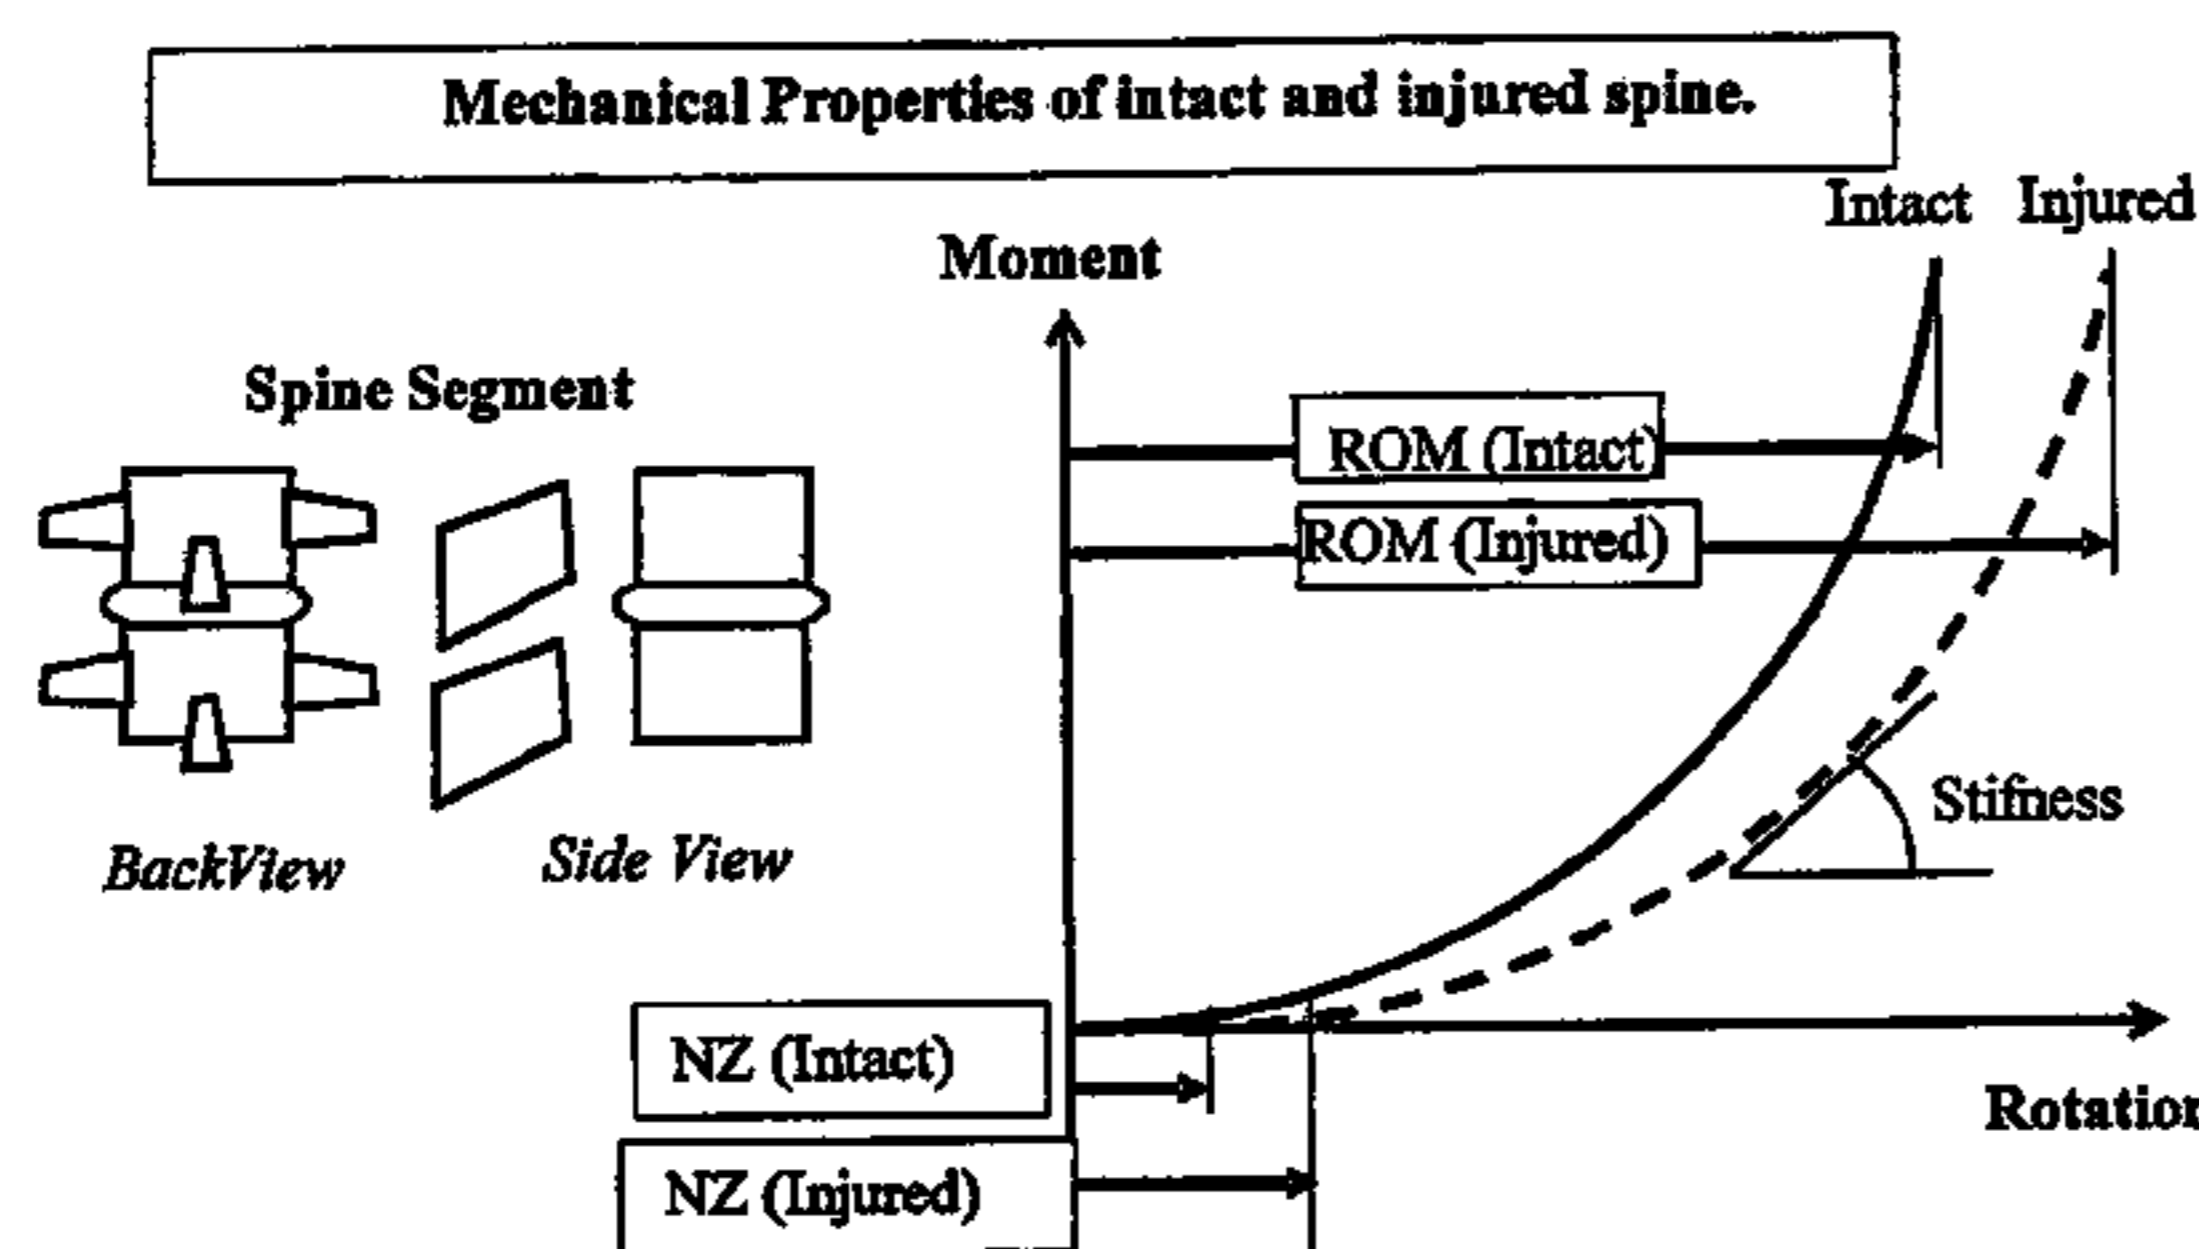 Mechanical Properties of intact and injured spine.
Intact
Injured
Moment
Spine Segment
ROM (Intact)
ROM (Injured)
Stifness
BackView
Side View
NZ (Intact)
Rotation
NZ (Injured)